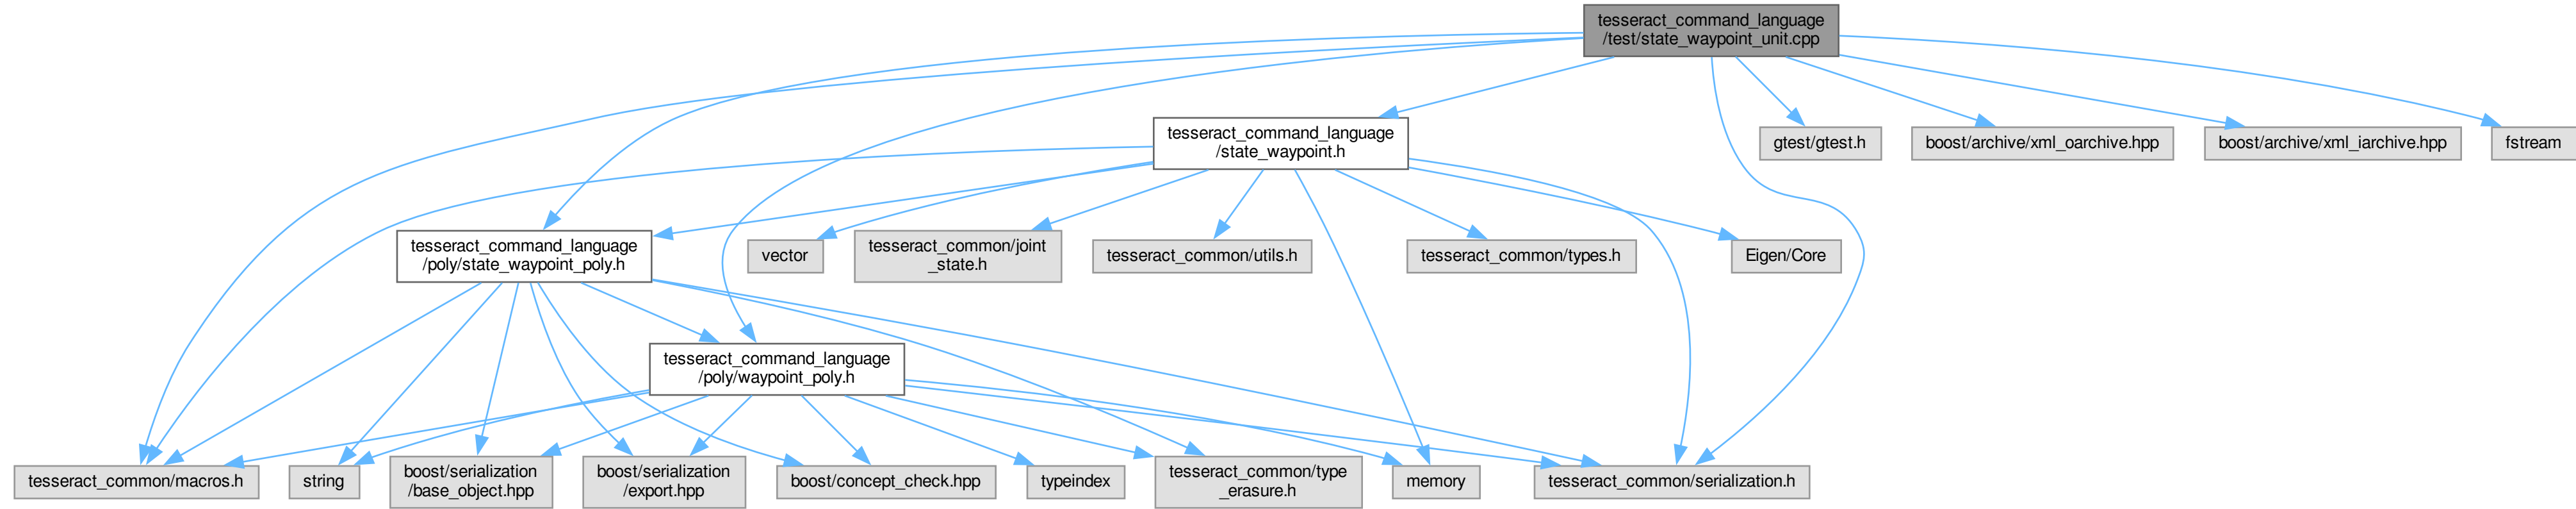 tesseract_command_language
/test/state_waypoint_unit.cpp
tesseract_command_language
/state_waypoint.h
gtest/gtest.h
boost/archive/xml_oarchive.hpp
boost/archive/xml_iarchive.hpp
fstream
tesseract_command_language
/poly/state_waypoint_poly.h
vector
tesseract_common/joint
_state.h
tesseract_common/utils.h
tesseract_common/types.h
Eigen/Core
tesseract_command_language
/poly/waypoint_poly.h
tesseract_common/macros.h
string
boost/serialization
/base_object.hpp
boost/serialization
/export.hpp
boost/concept_check.hpp
typeindex
tesseract_common/type
_erasure.h
memory
tesseract_common/serialization.h